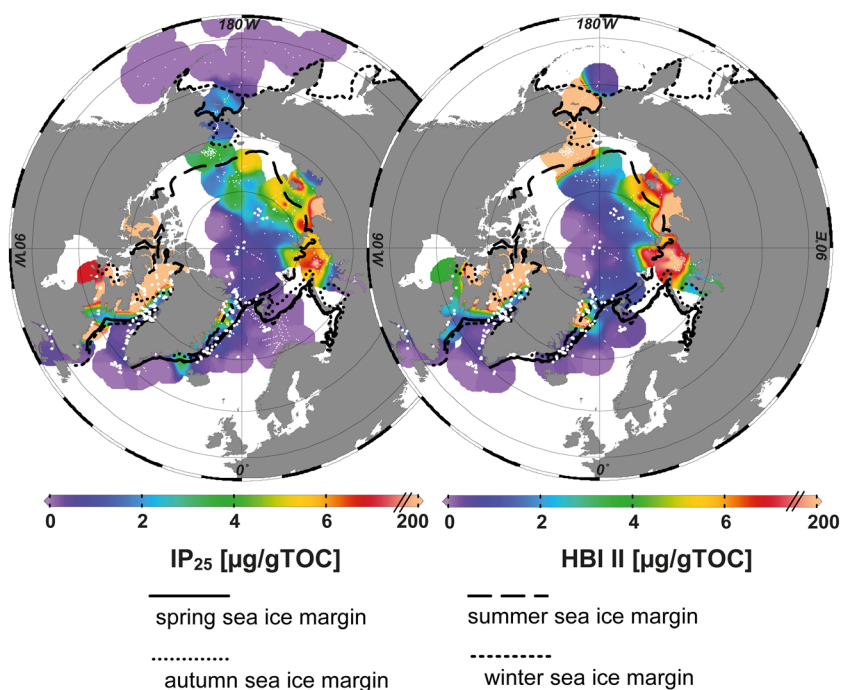 180°W
180°W
90°W
90°W
90°E
0°
0°
0 2 4 6 200
0 2 4 6 200
IP25 [µg/gTOC]
HBI II [µg/gTOC]
spring sea ice margin
summer sea ice margin
autumn sea ice margin
winter sea ice margin